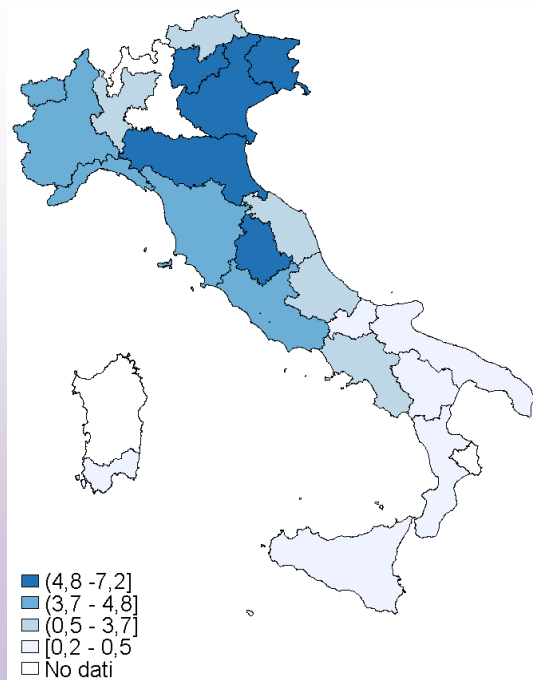 (4,8 -7,2]
(3,7 - 4,8]
(0,5 - 3,7]
[0,2 - 0,5
No dati